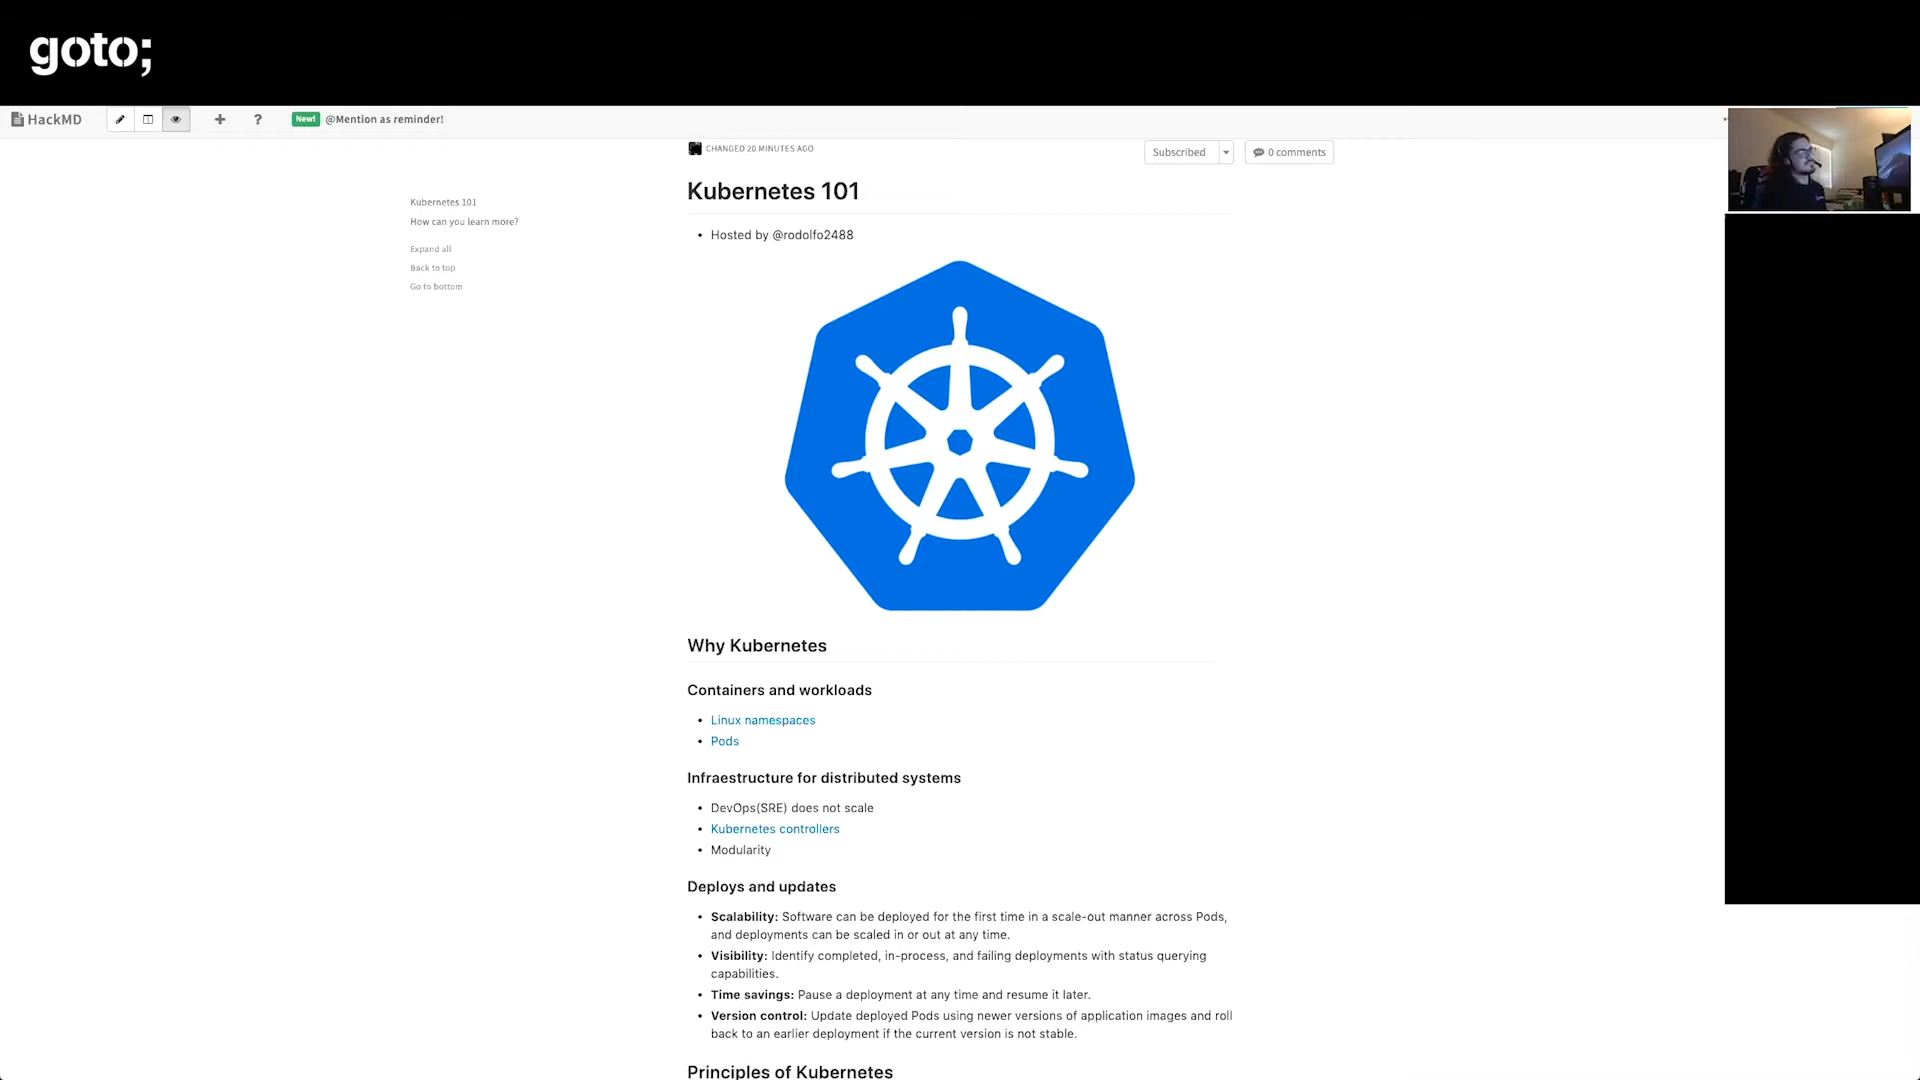 goto;
HackMD
New! @Mention as reminder!
CHANGED 20 MINUTES AGO
Subscribed
0 comments
Kubernetes 101
How can you learn more?
Expand all
Back to top
Go to bottom
Kubernetes 101
• Hosted by @rodolfo2488
Why Kubernetes
Containers and workloads
• Linux namespaces
• Pods
Infraestructure for distributed systems
• DevOps(SRE) does not scale
• Kubernetes controllers
• Modularity
Deploys and updates
• Scalability: Software can be deployed for the first time in a scale-out manner across Pods,
and deployments can be scaled in or out at any time.
• Visibility: Identify completed, in-process, and failing deployments with status querying
capabilities.
• Time savings: Pause a deployment at any time and resume it later.
• Version control: Update deployed Pods using newer versions of application images and roll
back to an earlier deployment if the current version is not stable.
Principles of Kubernetes